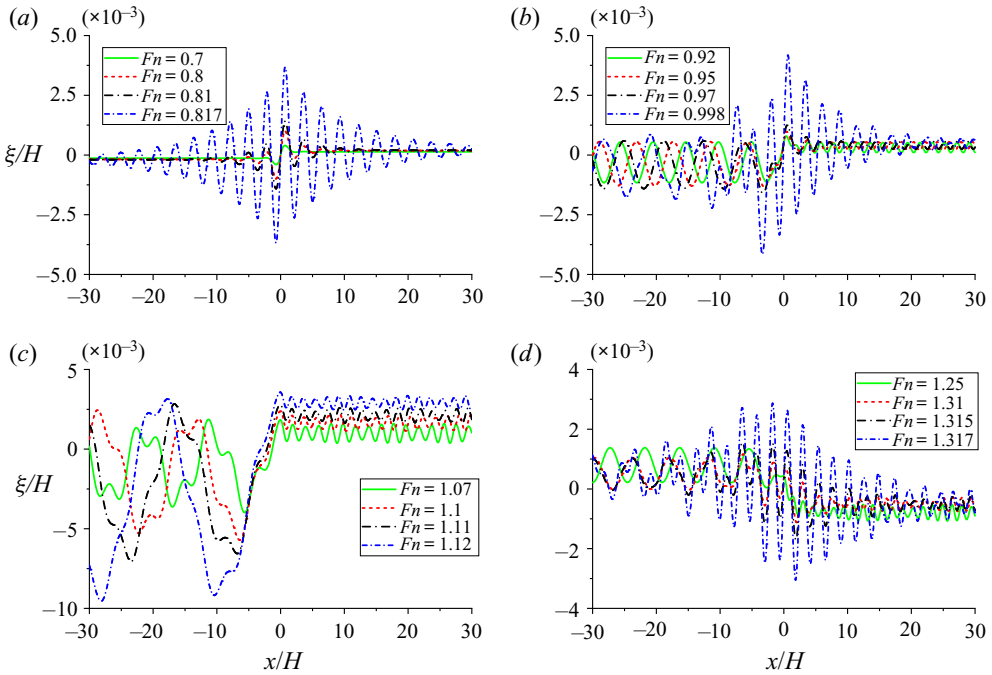 (a) (×10−3) (b) (×10−3)
5.0 5.0
Fn = 0.7 Fn = 0.92
Fn = 0.8 Fn = 0.95
Fn = 0.81 Fn = 0.97
Fn = 0.817 Fn = 0.998
2.5 2.5
ξ/H 0 0
−2.5 −2.5
−5.0 −5.0
−30 −20 −10 0 10 20 30 −30 −20 −10 0 10 20 30
(c) (×10−3) (d) (×10−3)
5 4
Fn = 1.25
Fn = 1.31
Fn = 1.315
Fn = 1.317
2
ξ/H 0 0
Fn = 1.07
Fn = 1.1
Fn = 1.11
Fn = 1.12
−5 −2
−10 −4
−30 −20 −10 0 10 20 30 −30 −20 −10 0 10 20 30
x/H x/H